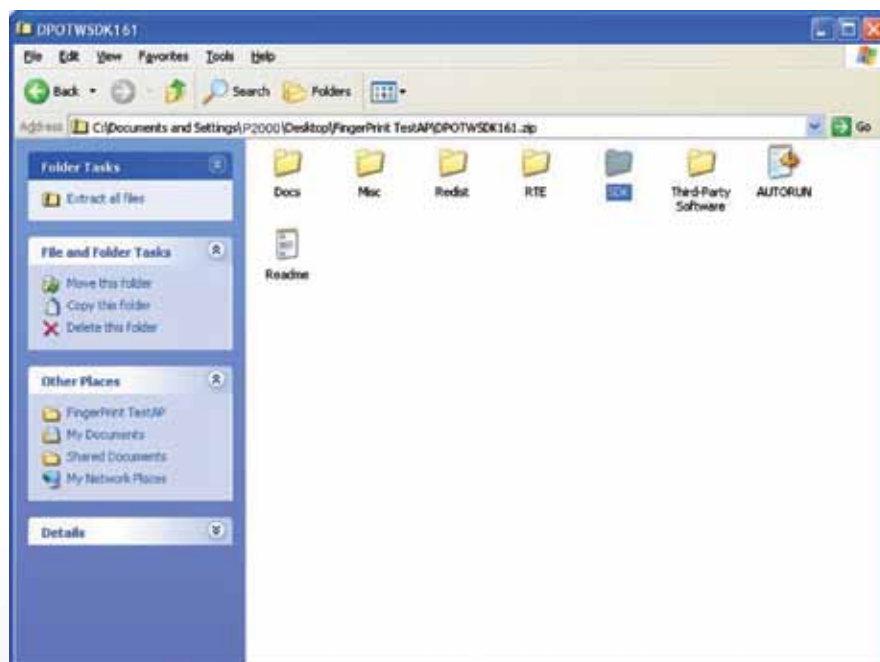 DPOTWSDK161
File Edit View Favorites Tools Help
Back Search Folders
Address C:\Documents and Settings\P2000\Desktop\FingerPrint TestAP\DPOTWSDK161.zip Go
Folder Tasks
Extract all files
File and Folder Tasks
Move this folder
Copy this folder
Delete this folder
Other Places
FingerPrint TestAP
My Documents
Shared Documents
My Network Places
Details
Docs Misc Redist RTE SDK Third-Party Software AUTORUN
Readme